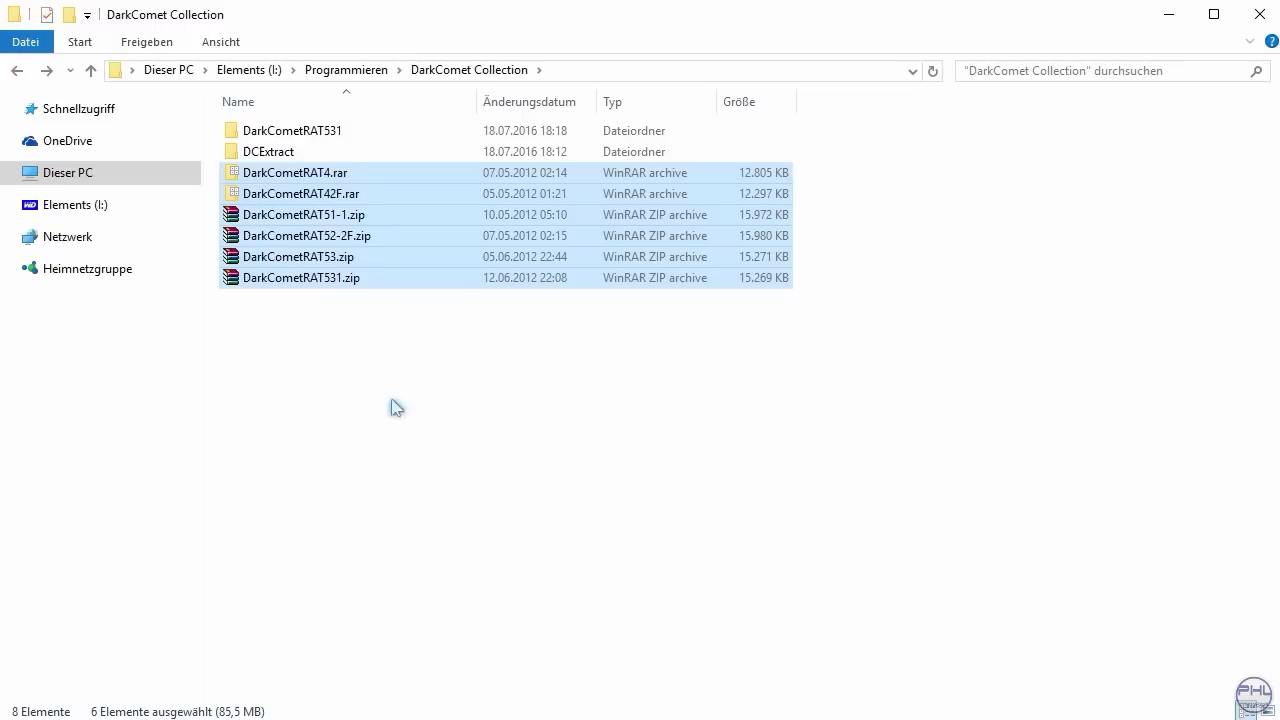 DarkComet Collection
Datei Start Freigeben Ansicht
Dieser PC Elements (I:) Programmieren DarkComet Collection "DarkComet Collection" durchsuchen
Name Änderungsdatum Typ Größe
Schnellzugriff
OneDrive
Dieser PC
Elements (I:)
Netzwerk
Heimnetzgruppe
DarkCometRAT531 18.07.2016 18:18 Dateiordner
DCExtract 18.07.2016 18:12 Dateiordner
DarkCometRAT4.rar 07.05.2012 02:14 WinRAR archive 12.805 KB
DarkCometRAT42F.rar 05.05.2012 01:21 WinRAR archive 12.297 KB
DarkCometRAT51-1.zip 10.05.2012 05:10 WinRAR ZIP archive 15.972 KB
DarkCometRAT52-2F.zip 07.05.2012 02:15 WinRAR ZIP archive 15.980 KB
DarkCometRAT53.zip 05.06.2012 22:44 WinRAR ZIP archive 15.271 KB
DarkCometRAT531.zip 12.06.2012 22:08 WinRAR ZIP archive 15.269 KB
8 Elemente 6 Elemente ausgewählt (85,5 MB)
PHL